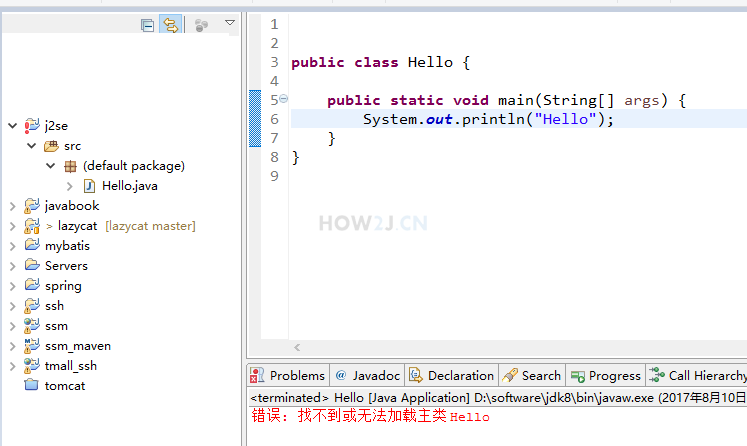 j2se
src
(default package)
Hello.java
javabook
> lazycat [lazycat master]
mybatis
Servers
spring
ssh
ssm
ssm_maven
tmall_ssh
tomcat
1
2
3 public class Hello {
4
5 public static void main(String[] args) {
6 System.out.println("Hello");
7 }
8 }
9
HOW2J.CN
Problems @ Javadoc Declaration Search Progress Call Hierarchy
<terminated> Hello [Java Application] D:\software\jdk8\bin\javaw.exe (2017年8月10日
错误: 找不到或无法加载主类 Hello